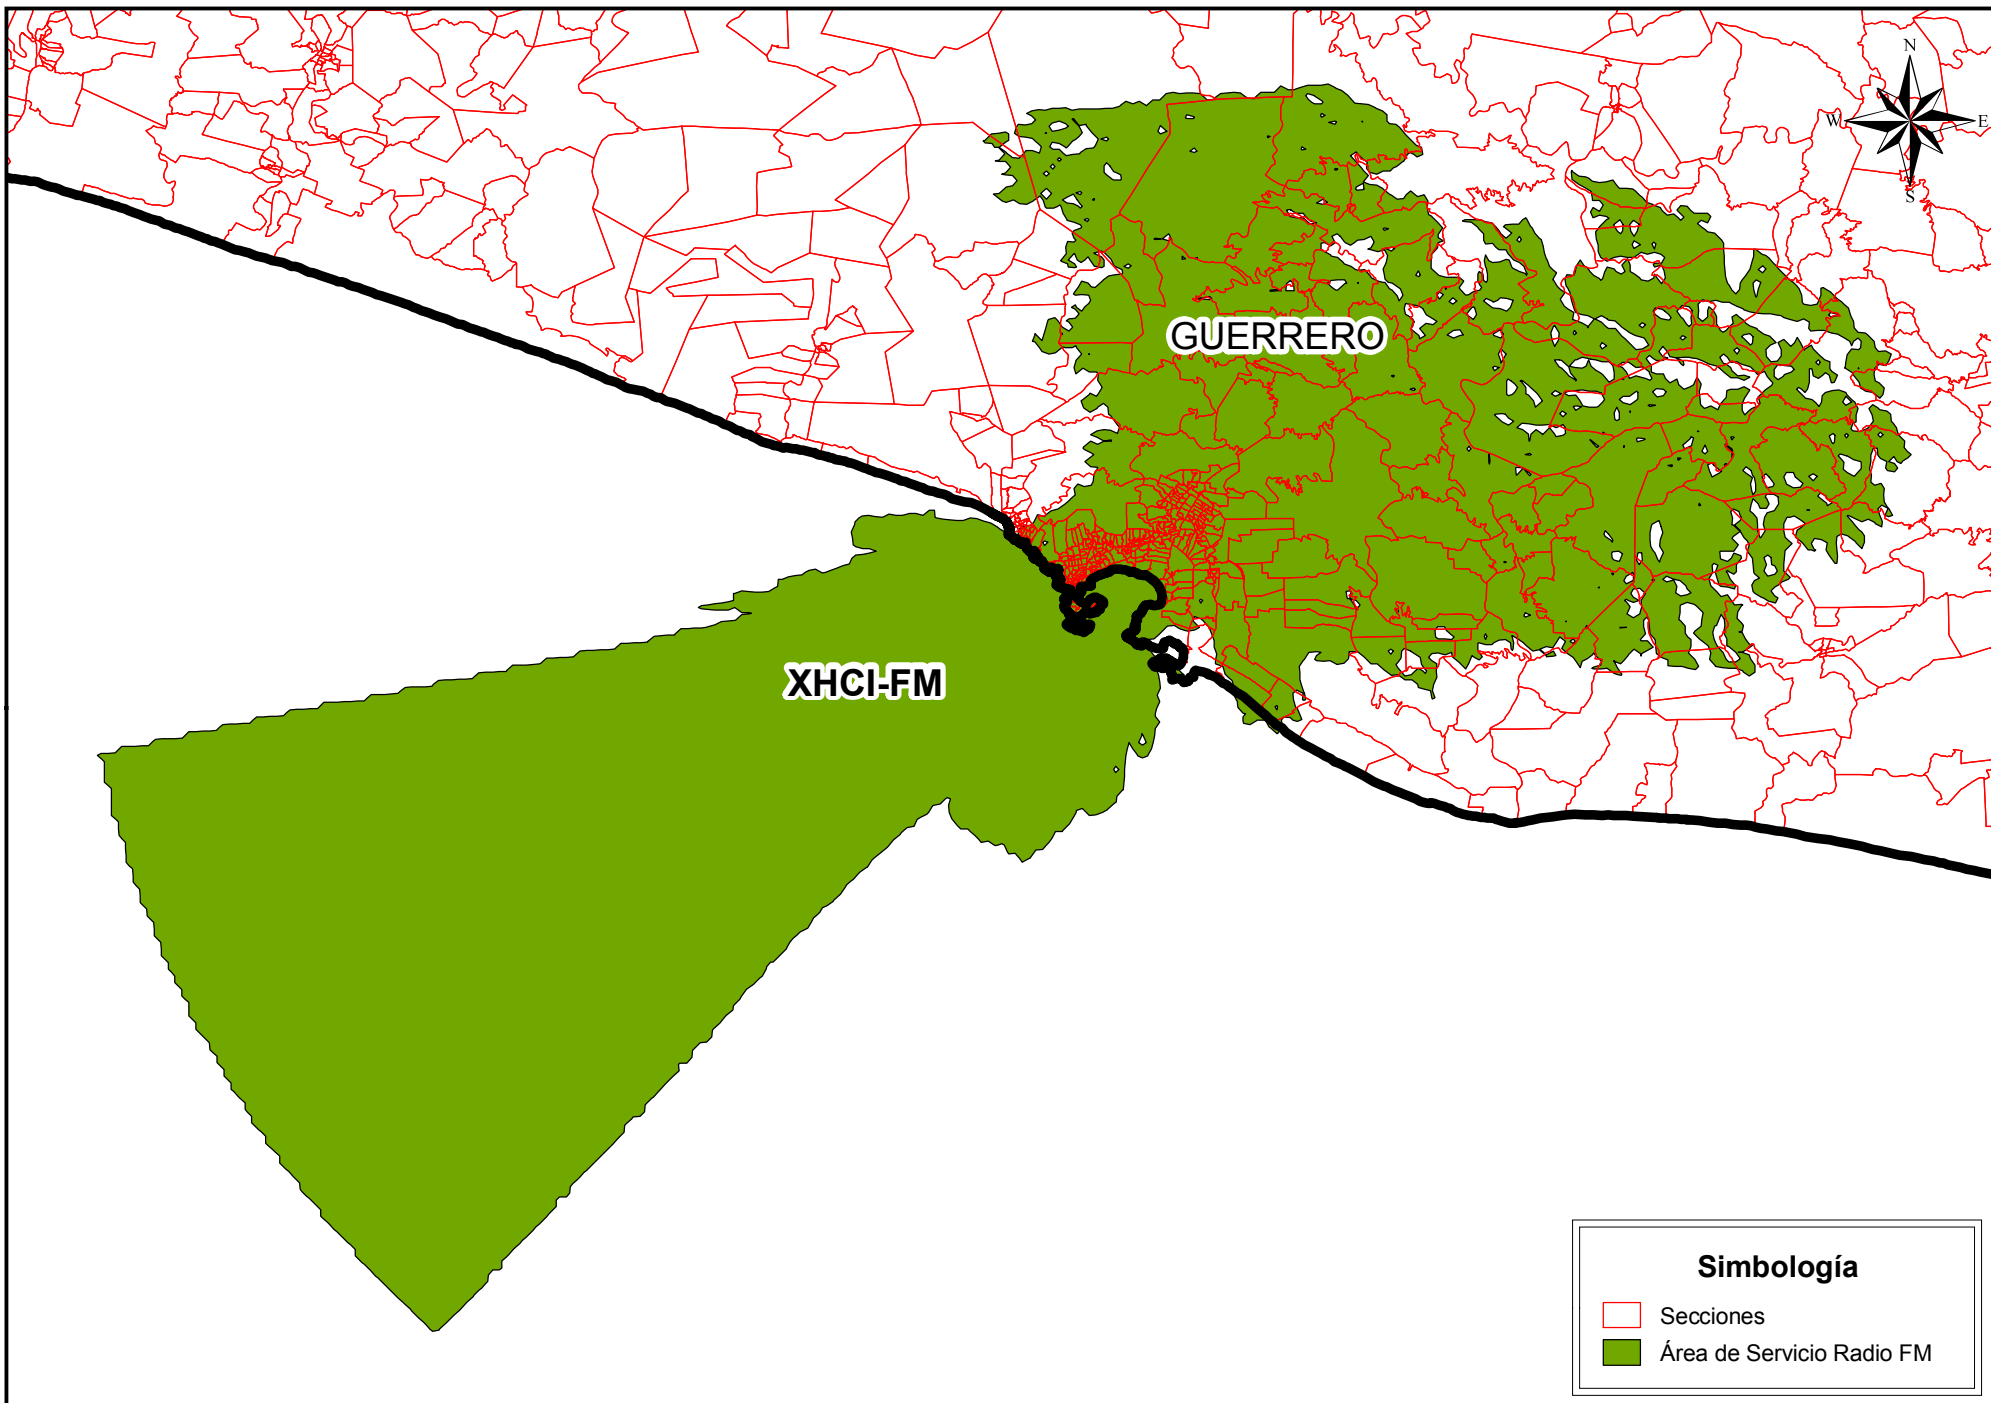 N
W
E
S
GUERRERO
XHCI-FM
Simbología
Secciones
Área de Servicio Radio FM